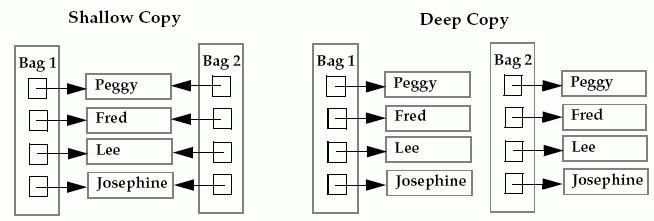 Shallow Copy
Bag 1
Bag 2
Peggy
Fred
Lee
Josephine
Deep Copy
Bag 1
Peggy
Fred
Lee
Josephine
Bag 2
Peggy
Fred
Lee
Josephine